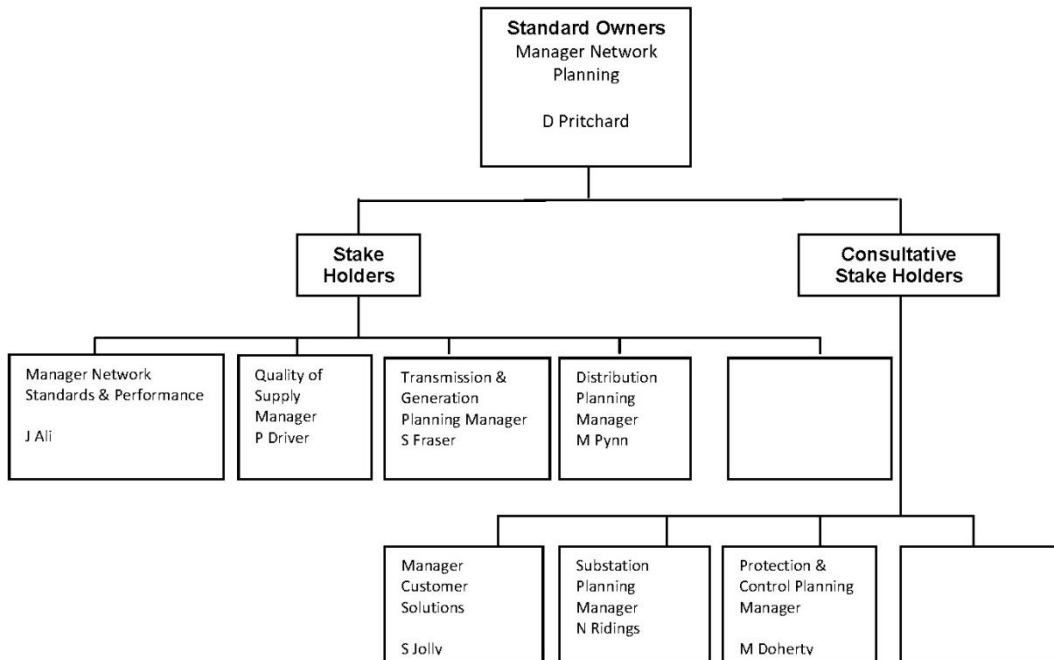 Standard Owners
Manager Network
Planning
D Pritchard
Stake
Holders
Consultative
Stake Holders
Manager Network
Standards & Performance
J Ali
Quality of
Supply
Manager
P Driver
Transmission &
Generation
Planning Manager
S Fraser
Distribution
Planning
Manager
M Pynn
Manager
Customer
Solutions
S Jolly
Substation
Planning
Manager
N Ridings
Protection &
Control Planning
Manager
M Doherty